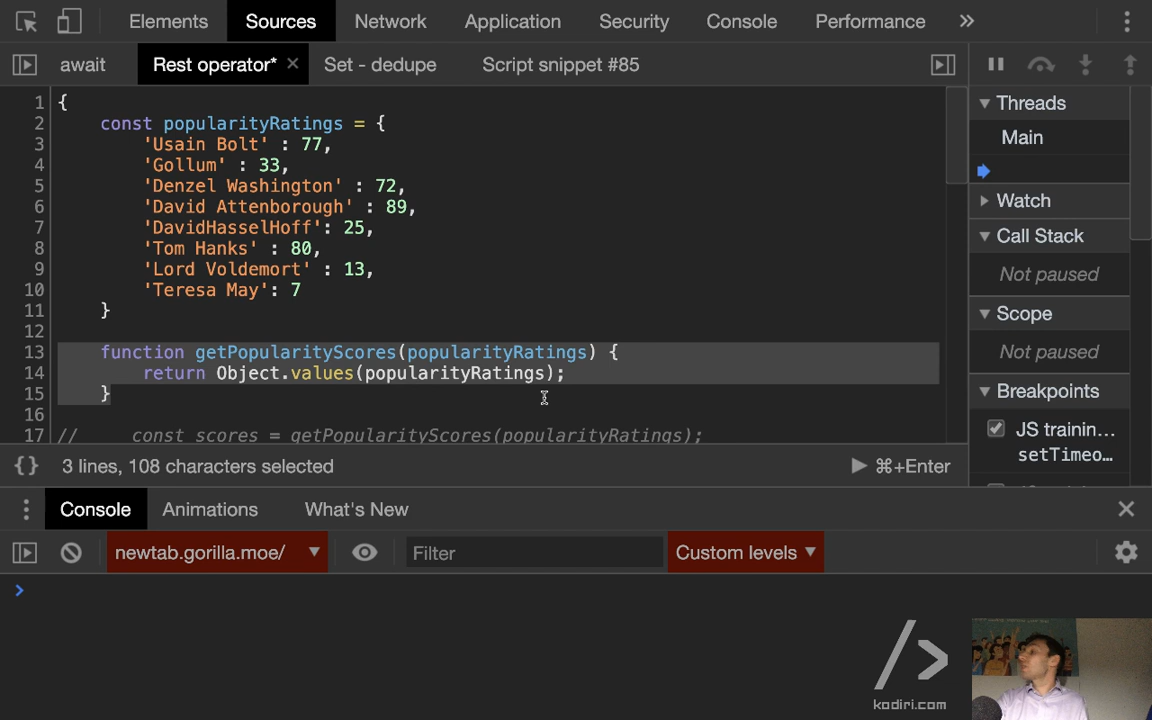 Elements Sources Network Application Security Console Performance »
await Rest operator* × Set - dedupe Script snippet #85
1 {
2 const popularityRatings = {
3 'Usain Bolt' : 77,
4 'Gollum' : 33,
5 'Denzel Washington' : 72,
6 'David Attenborough' : 89,
7 'DavidHasselHoff': 25,
8 'Tom Hanks' : 80,
9 'Lord Voldemort' : 13,
10 'Teresa May': 7
11 }
12
13 function getPopularityScores(popularityRatings) {
14 return Object.values(popularityRatings);
15 }
16
17 // const scores = getPopularityScores(popularityRatings);
Threads
Main
Watch
Call Stack
Not paused
Scope
Not paused
Breakpoints
JS trainin...
setTimeo...
{} 3 lines, 108 characters selected ⌘+Enter
Console Animations What's New
newtab.gorilla.moe/ Filter Custom levels
/>
kodiri.com